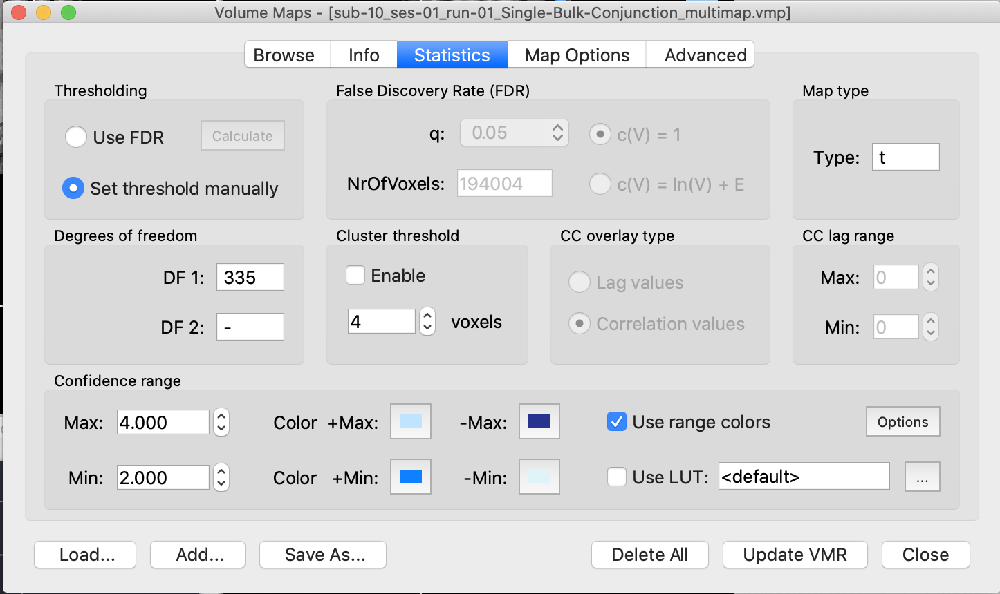 Volume Maps - [sub-10_ses-01_run-01_Single-Bulk-Conjunction_multimap.vmp]
Browse Info Statistics Map Options Advanced
Thresholding
Use FDR Calculate
Set threshold manually
False Discovery Rate (FDR)
q: 0.05 c(V) = 1
NrOfVoxels: 194004 c(V) = ln(V) + E
Map type
Type: t
Degrees of freedom
DF 1: 335
DF 2: -
Cluster threshold
Enable
4 voxels
CC overlay type
Lag values
Correlation values
CC lag range
Max: 0
Min: 0
Confidence range
Max: 4.000 Color +Max: -Max: Use range colors Options
Min: 2.000 Color +Min: -Min: Use LUT: <default> ...
Load... Add... Save As... Delete All Update VMR Close